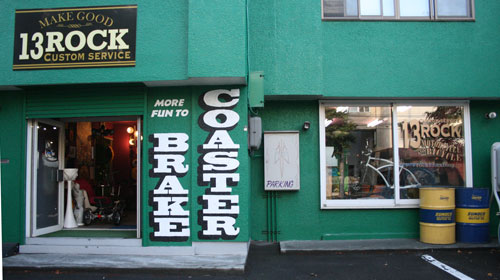 MAKE GOOD
13ROCK
CUSTOM SERVICE
MORE
FUN TO
BRAKE
COASTER
PARKING
13ROCK